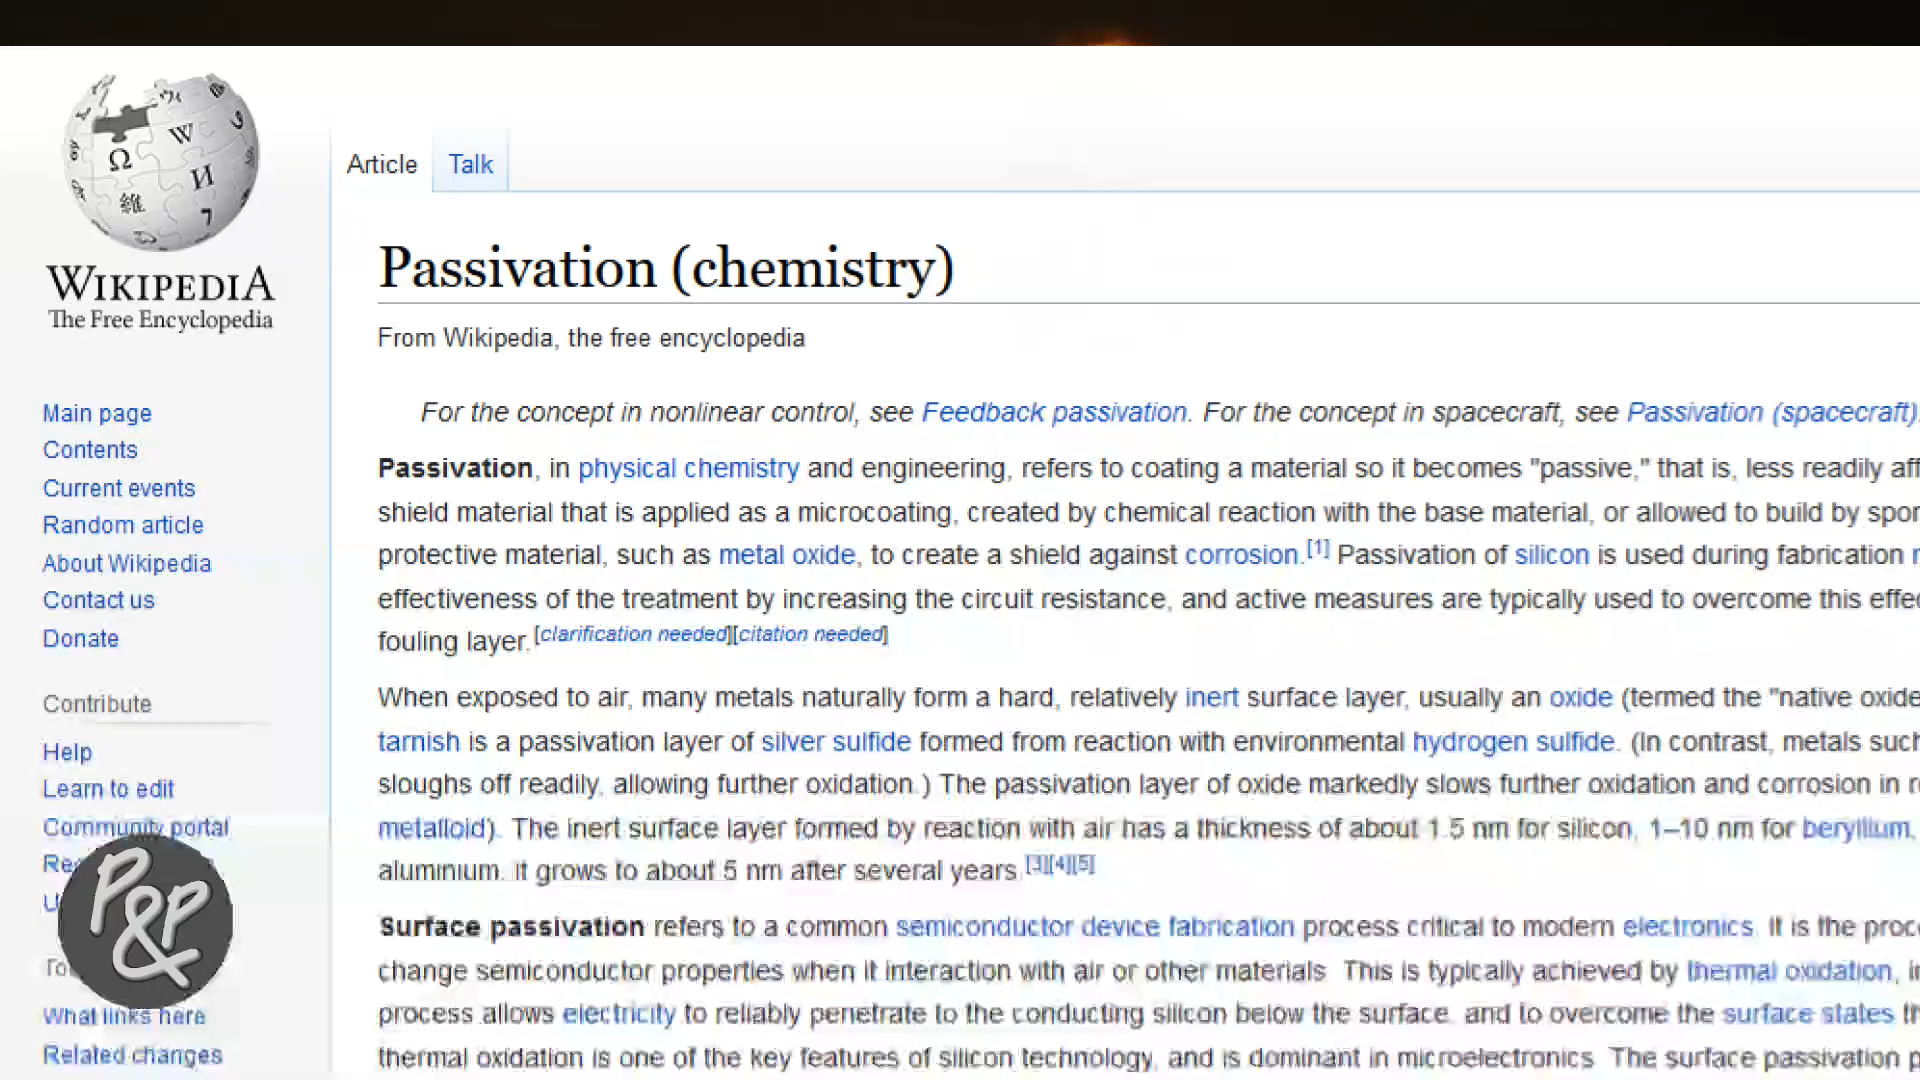 WIKIPEDIA
The Free Encyclopedia
Main page
Contents
Current events
Random article
About Wikipedia
Contact us
Donate
Contribute
Help
Learn to edit
Community portal
What links here
Related changes
P&P
Article Talk
Passivation (chemistry)
From Wikipedia, the free encyclopedia
For the concept in nonlinear control, see Feedback passivation. For the concept in spacecraft, see Passivation (spacecraft).
Passivation, in physical chemistry and engineering, refers to coating a material so it becomes "passive," that is, less readily
shield material that is applied as a microcoating, created by chemical reaction with the base material, or allowed to build by
protective material, such as metal oxide, to create a shield against corrosion.[1] Passivation of silicon is used during fabrication
effectiveness of the treatment by increasing the circuit resistance, and active measures are typically used to overcome this
fouling layer.[clarification needed][citation needed]
When exposed to air, many metals naturally form a hard, relatively inert surface layer, usually an oxide (termed the "native oxide
tarnish is a passivation layer of silver sulfide formed from reaction with environmental hydrogen sulfide. (In contrast, metals such
sloughs off readily, allowing further oxidation.) The passivation layer of oxide markedly slows further oxidation and corrosion in
metalloid). The inert surface layer formed by reaction with air has a thickness of about 1.5 nm for silicon, 1–10 nm for beryllium,
aluminium, it grows to about 5 nm after several years.[3][4][5]
Surface passivation refers to a common semiconductor device fabrication process critical to modern electronics. It is the
change semiconductor properties when it interaction with air or other materials. This is typically achieved by thermal oxidation,
process allows electricity to reliably penetrate to the conducting silicon below the surface, and to overcome the surface states
thermal oxidation is one of the key features of silicon technology, and is dominant in microelectronics. The surface passivation